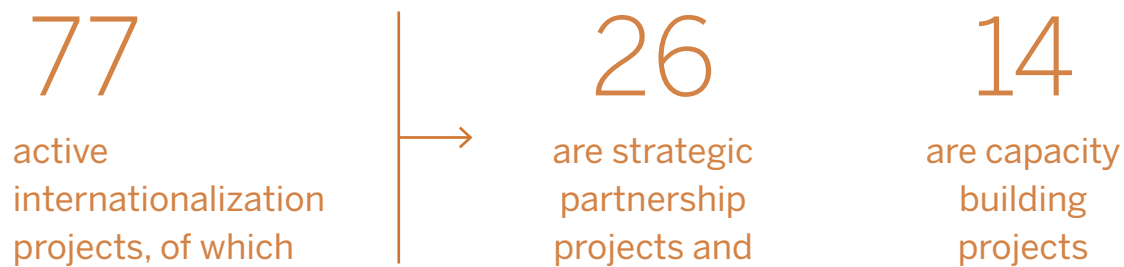 77
active
internationalization
projects, of which
26
are strategic
partnership
projects and
14
are capacity
building
projects